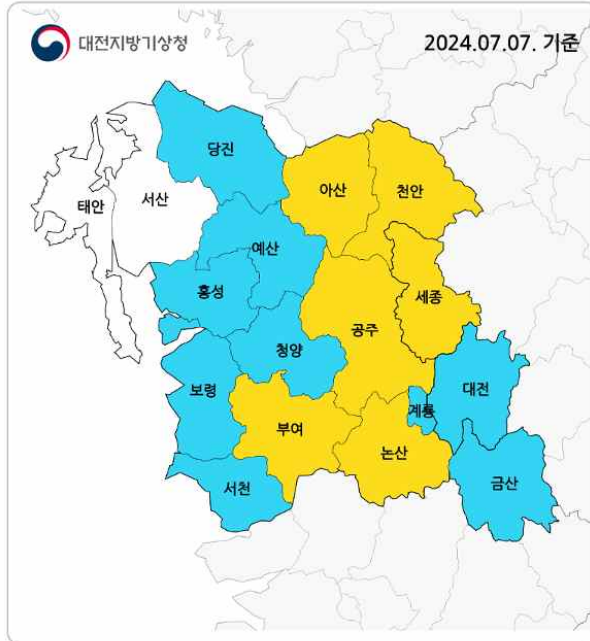 대전지방기상청
2024.07.07. 기준
당진
아산
천안
태안
서산
예산
홍성
세종
공주
청양
보령
대전
계룡
부여
논산
서천
금산